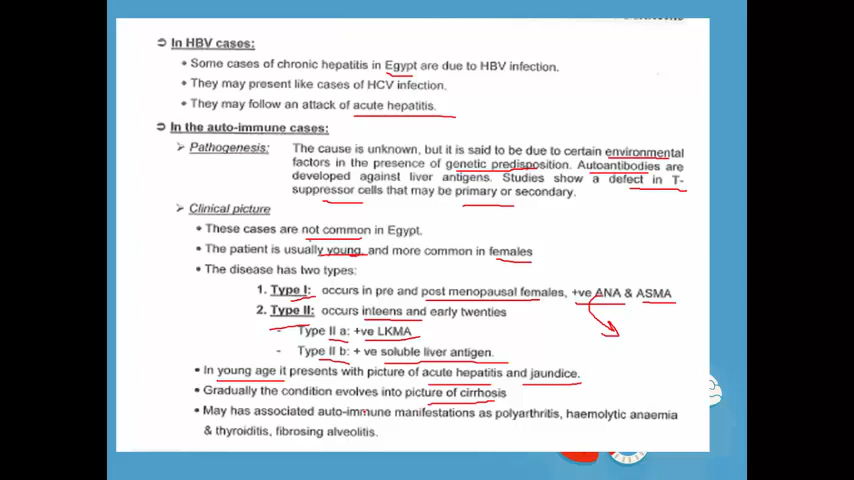 ➲ In HBV cases:
• Some cases of chronic hepatitis in Egypt are due to HBV infection.
• They may present like cases of HCV infection.
• They may follow an attack of acute hepatitis.
➲ In the auto-immune cases:
➢ Pathogenesis: The cause is unknown, but it is said to be due to certain environmental
factors in the presence of genetic predisposition. Autoantibodies are
developed against liver antigens. Studies show a defect in T-
suppressor cells that may be primary or secondary.
➢ Clinical picture
• These cases are not common in Egypt.
• The patient is usually young and more common in females
• The disease has two types:
1. Type I: occurs in pre and post menopausal females, +ve ANA & ASMA
2. Type II: occurs inteens and early twenties
- Type II a: +ve LKMA
- Type II b: + ve soluble liver antigen.
• In young age it presents with picture of acute hepatitis and jaundice.
• Gradually the condition evolves into picture of cirrhosis
• May has associated auto-immune manifestations as polyarthritis, haemolytic anaemia
& thyroiditis, fibrosing alveolitis.